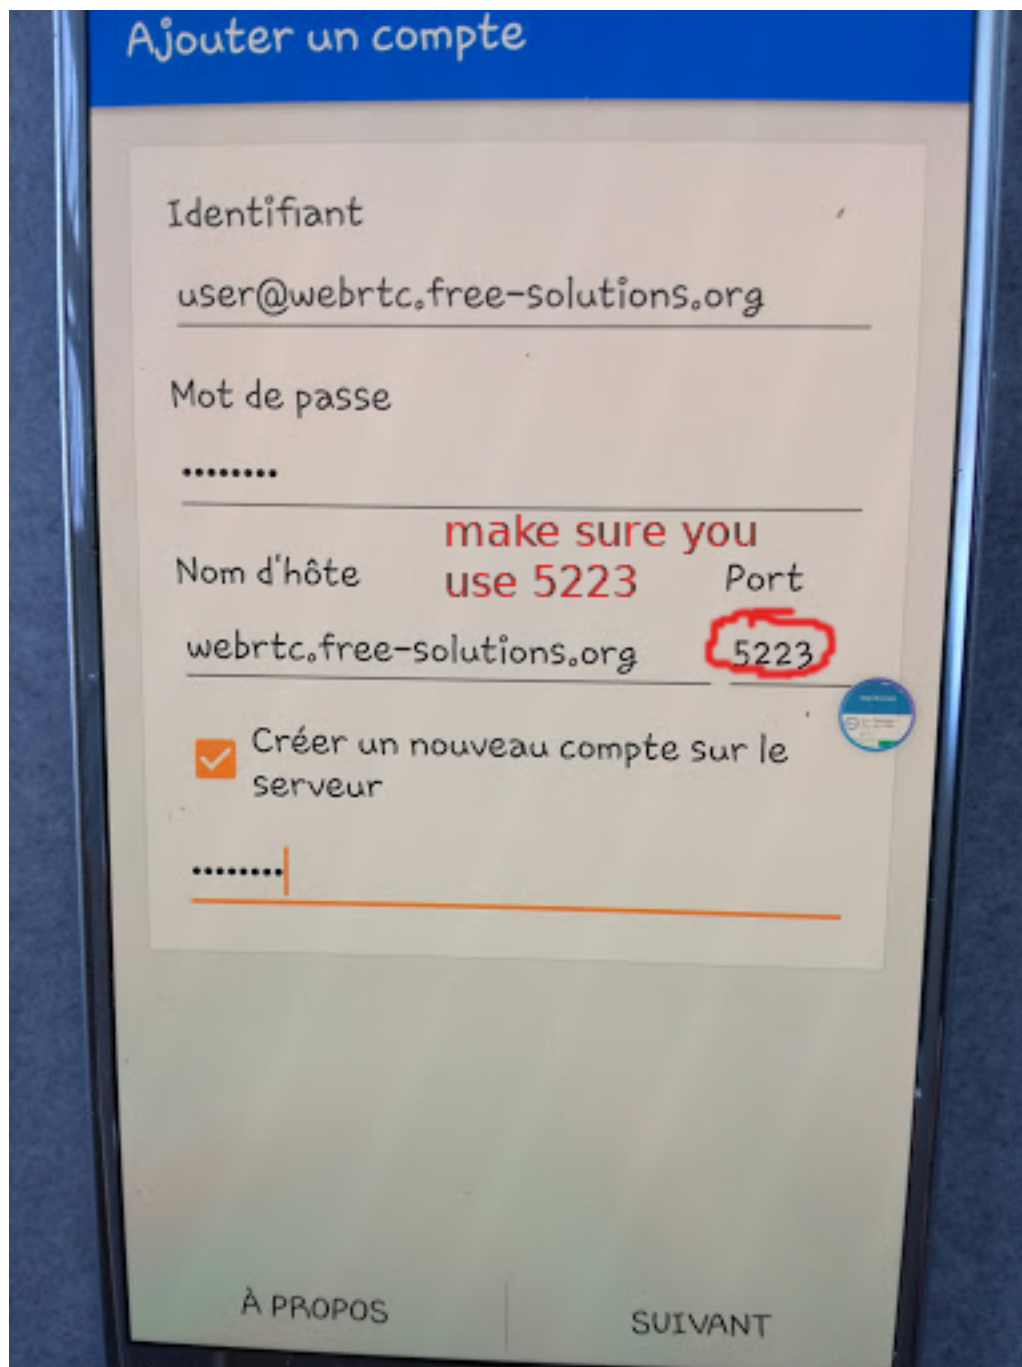 Ajouter un compte
Identifiant
user@webrtc.free-solutions.org
Mot de passe
••••••••
make sure you
use 5223
Nom d'hôte
Port
webrtc.free-solutions.org
5223
Créer un nouveau compte sur le
serveur
••••••••
À PROPOS
SUIVANT